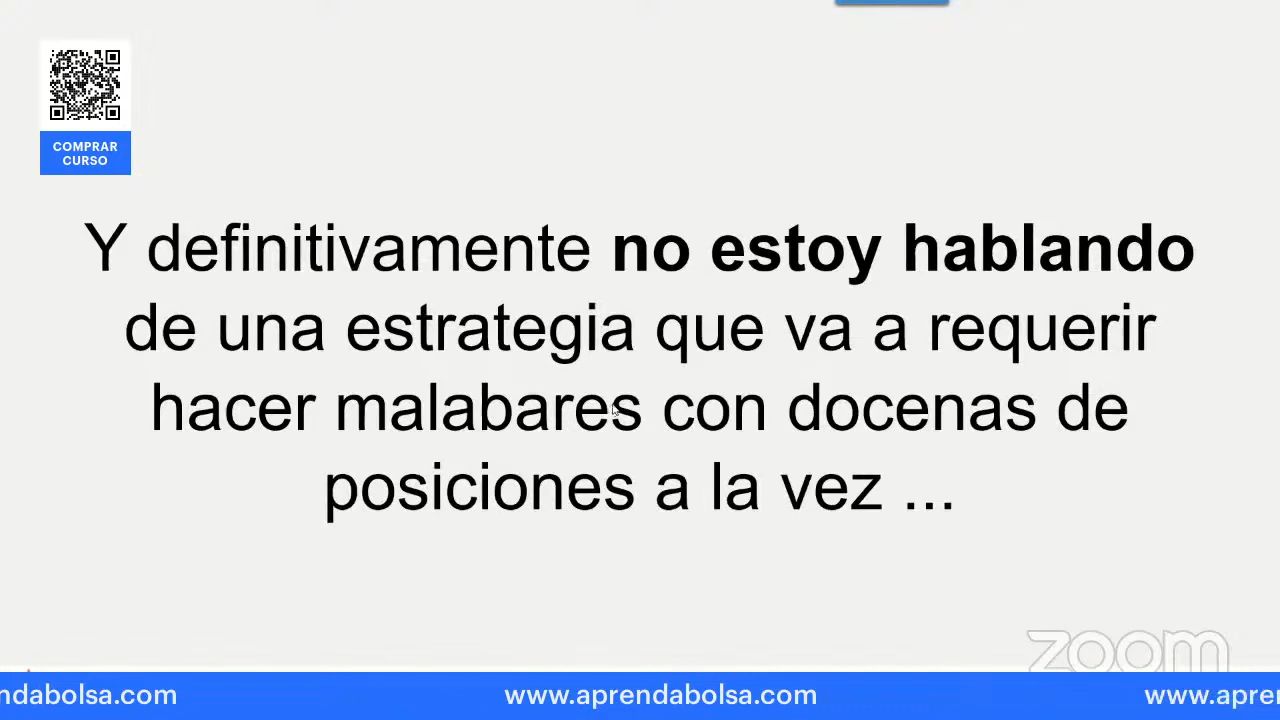 COMPRAR
CURSO
Y definitivamente no estoy hablando
de una estrategia que va a requerir
hacer malabares con docenas de
posiciones a la vez ...
zoom
ndabolsa.com www.aprendabolsa.com www.apre